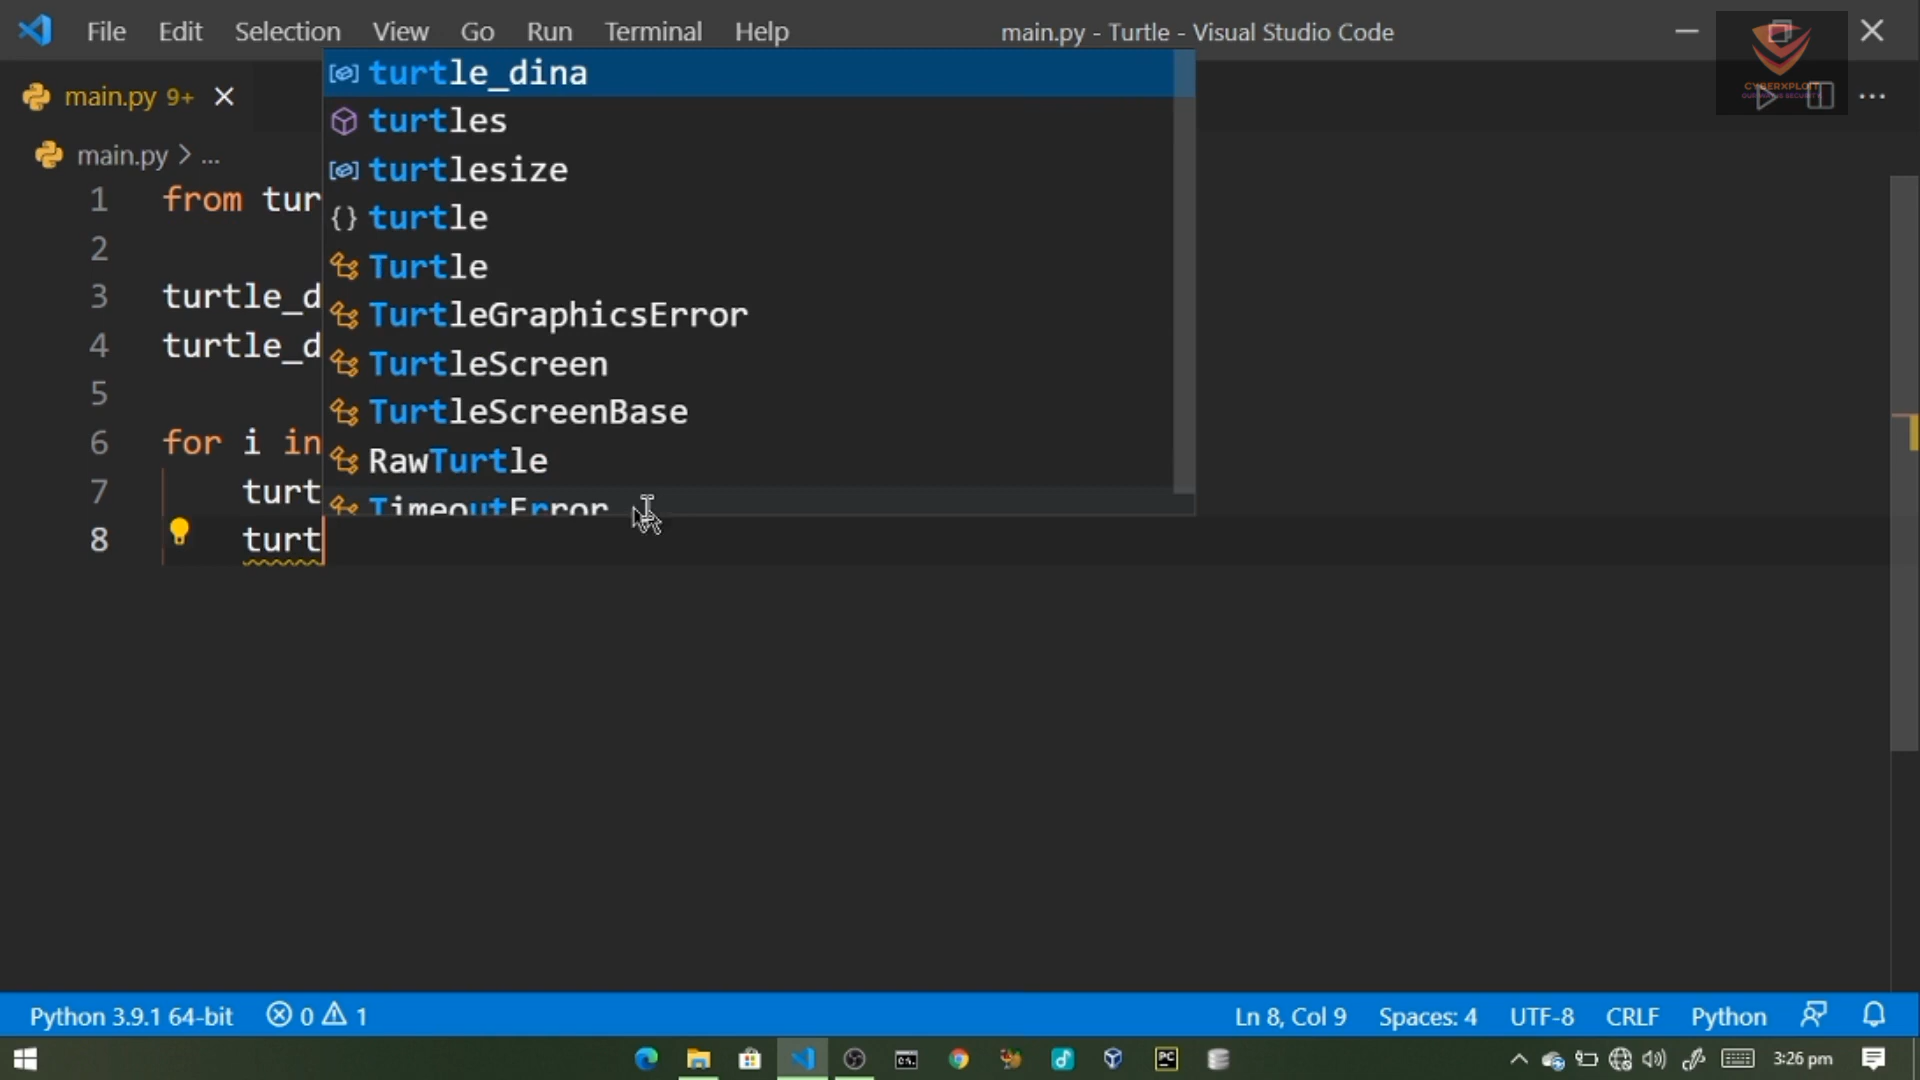 File Edit Selection View Go Run Terminal Help main.py - Turtle - Visual Studio Code
CYBERXPLOIT
main.py 9+
main.py > ...
1 from tur
2
3 turtle_d
4 turtle_d
5
6 for i in
7 turt
8 turt
turtle_dina
turtles
turtlesize
{} turtle
Turtle
TurtleGraphicsError
TurtleScreen
TurtleScreenBase
RawTurtle
TimeoutError
Python 3.9.1 64-bit 0 1 Ln 8, Col 9 Spaces: 4 UTF-8 CRLF Python
PC 3:26 pm